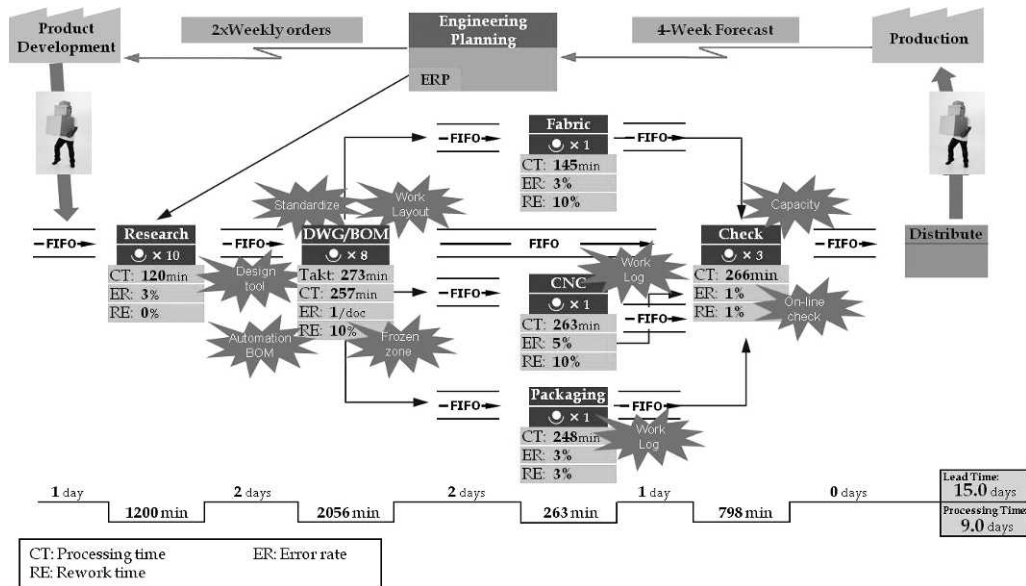 Product
Development
2xWeekly orders
Engineering
Planning
ERP
4-Week Forecast
Production
FIFO
Fabric
× 1
FIFO
CT: 145min
ER: 3%
RE: 10%
Standardize
Work
Layout
Capacity
FIFO
Research
× 10
CT: 120min
ER: 3%
RE: 0%
FIFO
Design
tool
Automation
BOM
DWG/BOM
× 8
Takt: 273min
CT: 257min
ER: 1/doc
RE: 10%
Frozen
zone
FIFO
Work
Log
FIFO
CNC
× 1
CT: 263min
ER: 5%
RE: 10%
FIFO
Check
× 3
CT: 266min
ER: 1%
RE: 1%
On-line
check
FIFO
Distribute
FIFO
Packaging
× 1
CT: 248min
ER: 3%
RE: 3%
FIFO
Work
Log
1 day
1200 min
2 days
2056 min
2 days
263 min
1 day
798 min
0 days
Lead Time:
15.0 days
Processing Time:
9.0 days
CT: Processing time
ER: Error rate
RE: Rework time